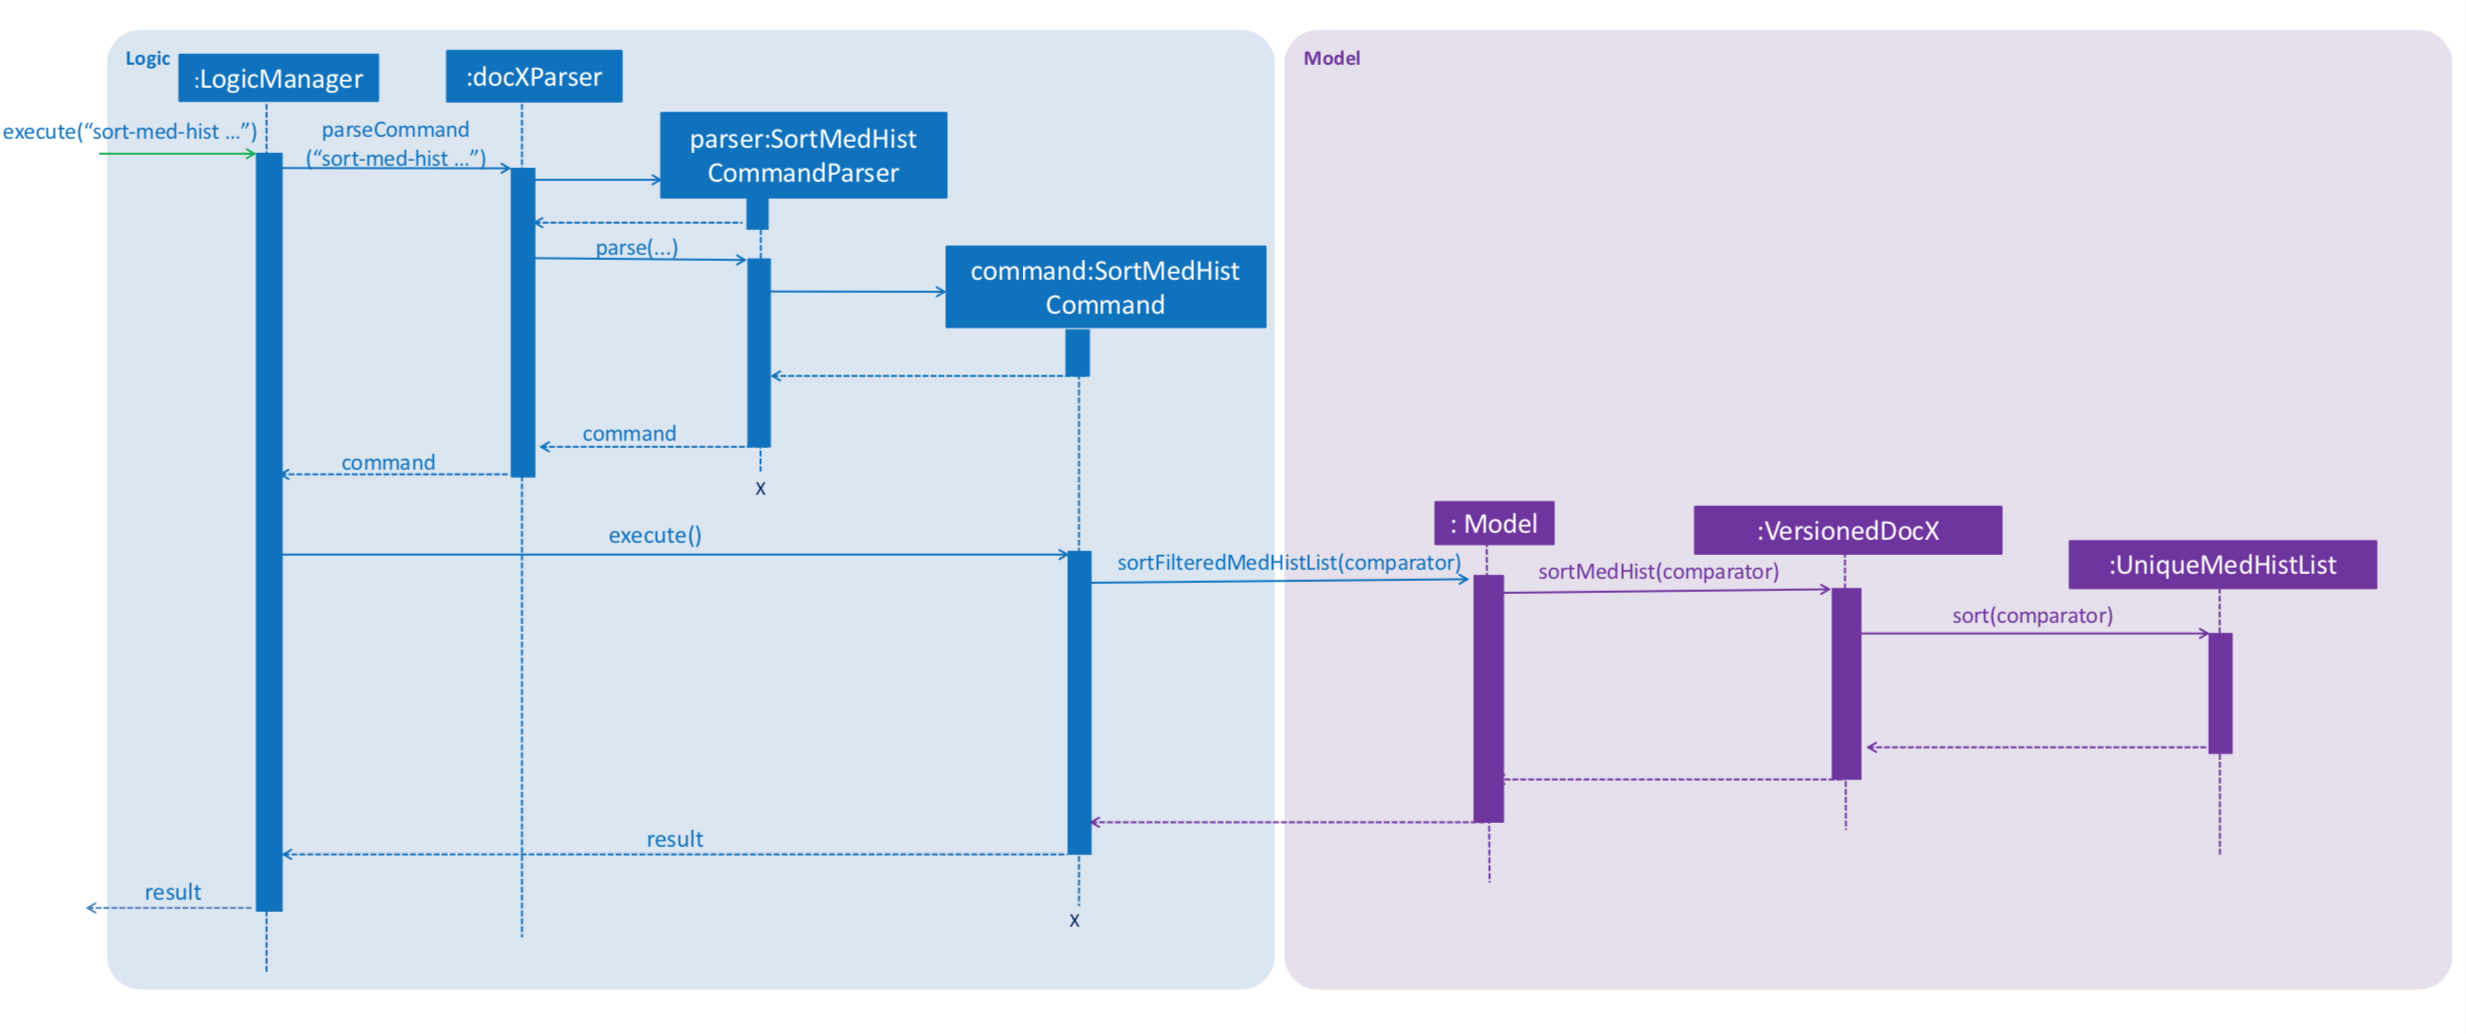 Logic
:LogicManager
:docXParser
Model
execute(“sort-med-hist ...”)
parseCommand
(“sort-med-hist ...”)
parser:SortMedHist
CommandParser
parse(...)
command:SortMedHist
Command
command
command
X
execute()
sortFilteredMedHistList(comparator)
: Model
sortMedHist(comparator)
:VersionedDocX
:UniqueMedHistList
sort(comparator)
result
result
X